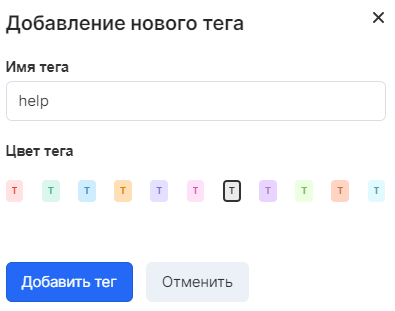 Добавление нового тега
Имя тега
help
Цвет тега
T T T T T T T T T T T
Добавить тег Отменить